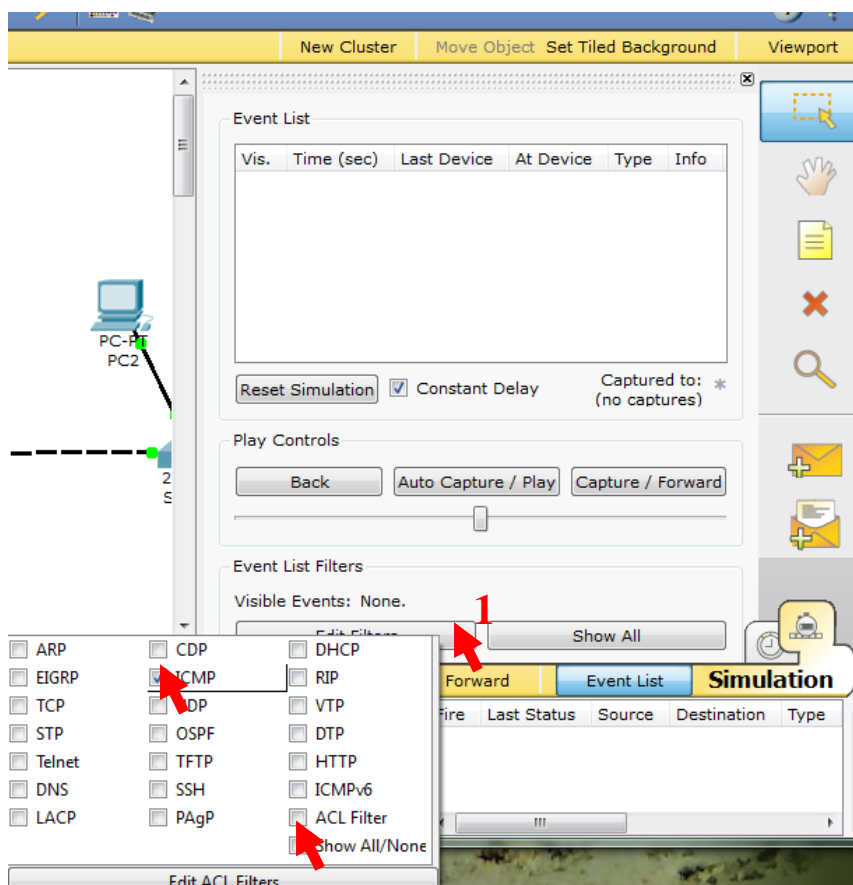 New Cluster Move Object Set Tiled Background Viewport
Event List
Vis. Time (sec) Last Device At Device Type Info
PC-PT
PC2
Reset Simulation Constant Delay Captured to: *
(no captures)
Play Controls
2
S
Back Auto Capture / Play Capture / Forward
Event List Filters
Visible Events: None.
1
Edit Filters Show All
ARP CDP DHCP
EIGRP ICMP RIP
Forward Event List Simulation
TCP UDP VTP
Fire Last Status Source Destination Type
STP OSPF DTP
Telnet TFTP HTTP
DNS SSH ICMPv6
LACP PAgP ACL Filter
Show All/None
Edit ACL Filters